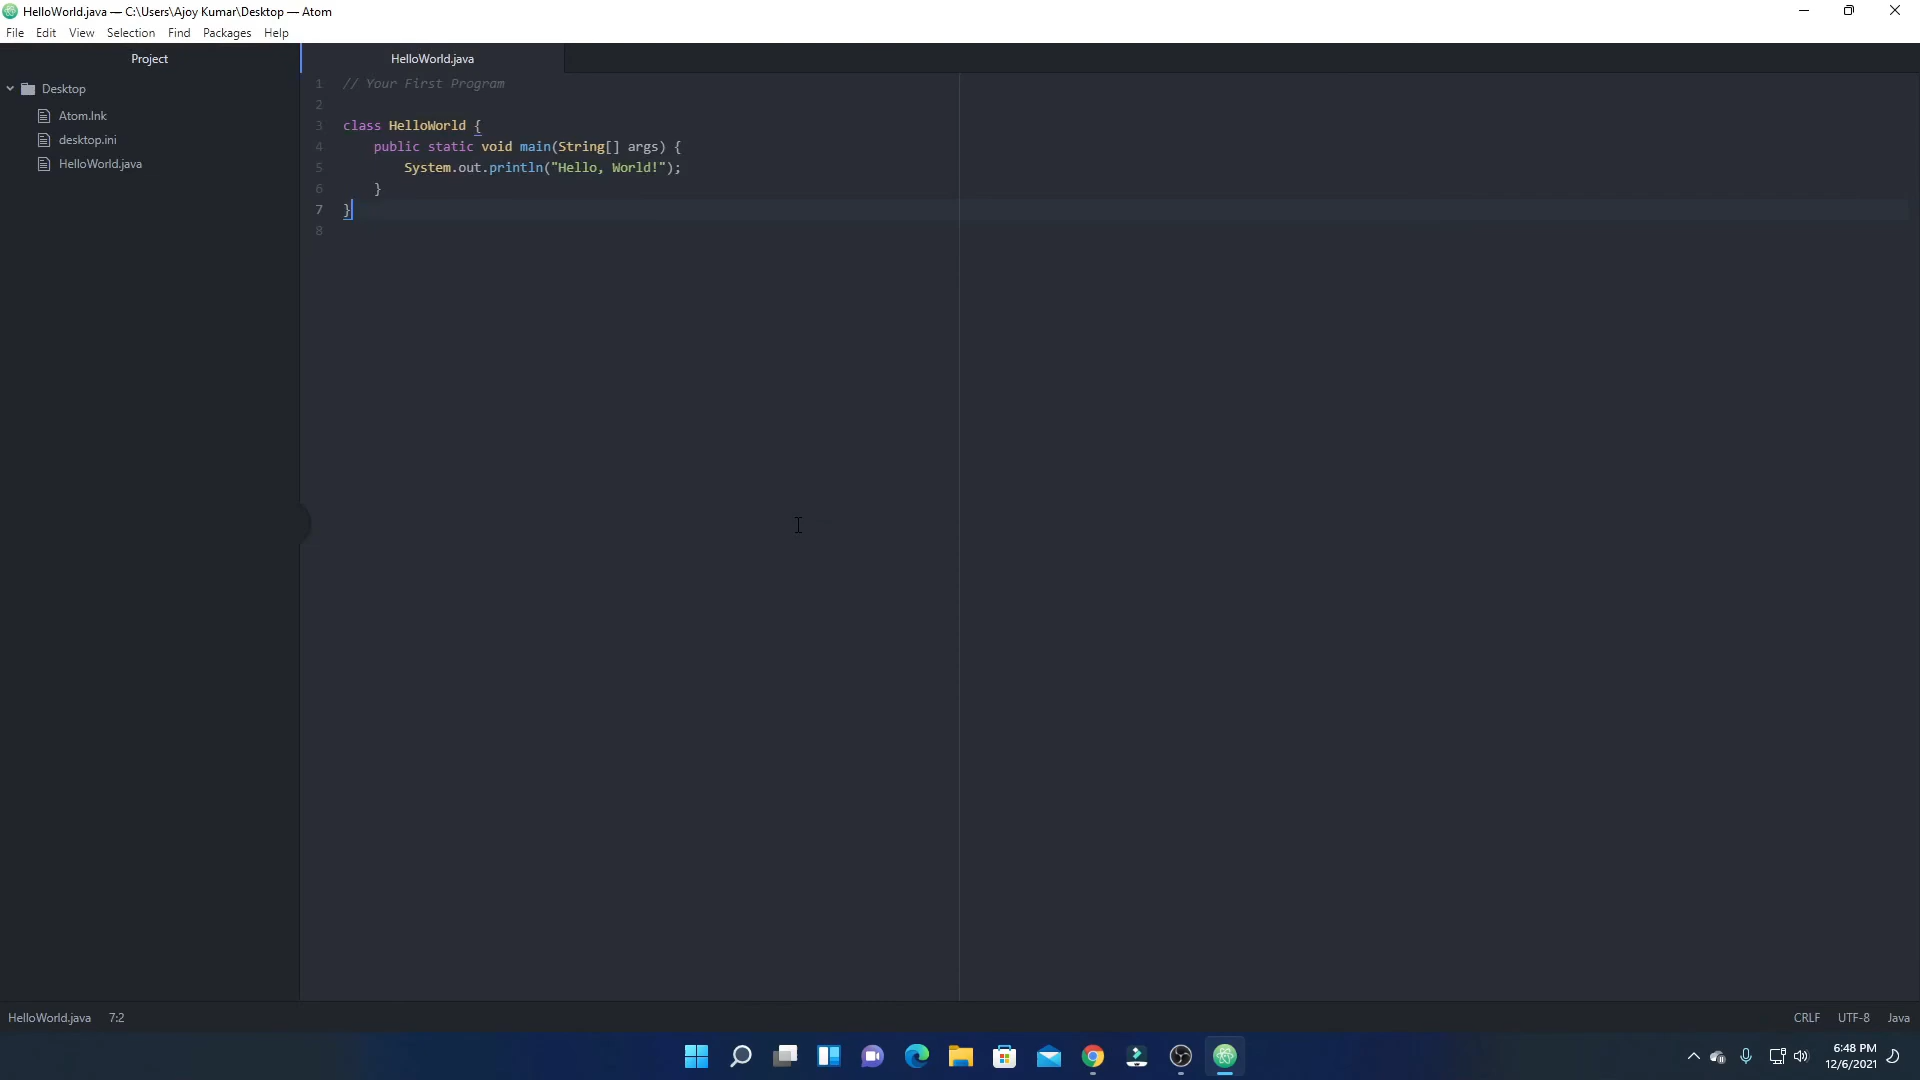 HelloWorld.java — C:\Users\Ajoy Kumar\Desktop — Atom
File Edit View Selection Find Packages Help
Project
HelloWorld.java
Desktop
Atom.lnk
desktop.ini
HelloWorld.java
1 // Your First Program
2
3 class HelloWorld {
4 public static void main(String[] args) {
5 System.out.println("Hello, World!");
6 }
7 }
8
HelloWorld.java 7:2
CRLF UTF-8 Java
6:48 PM
12/6/2021